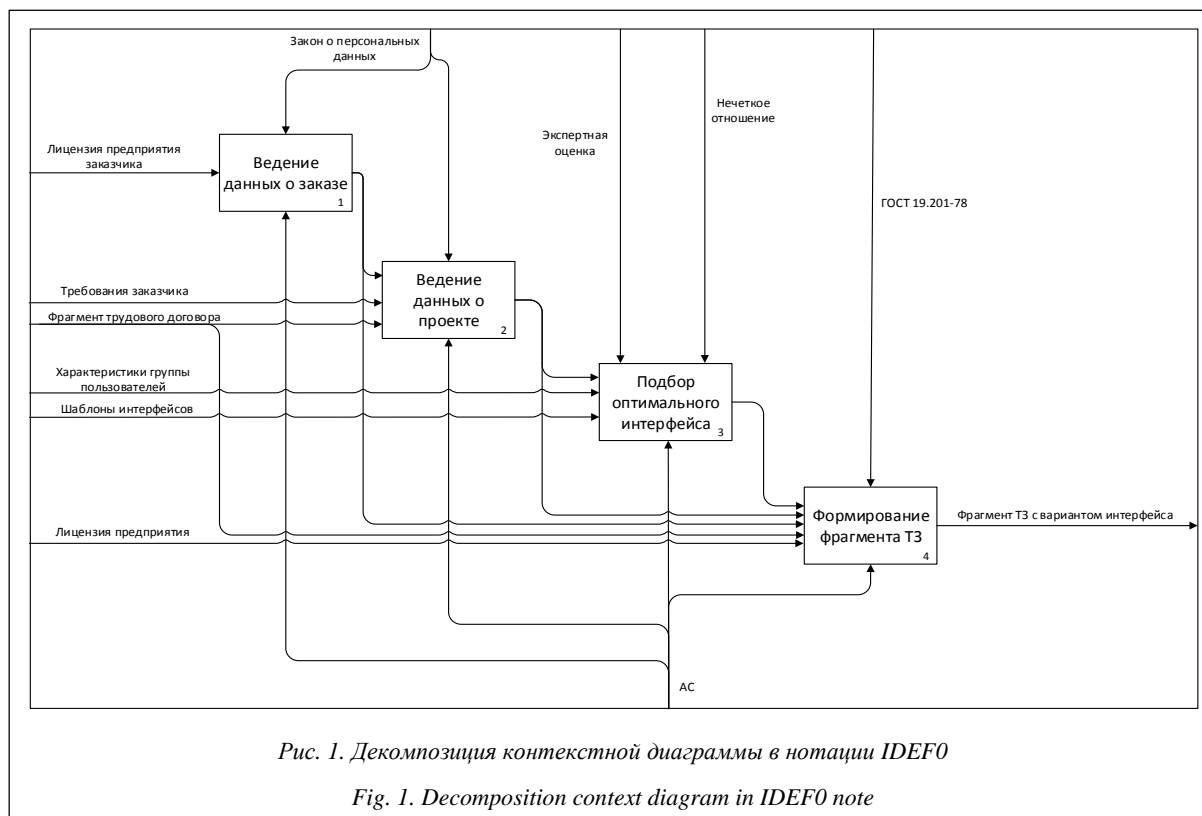 Закон о персональных
данных
Нечеткое
отношение
Экспертная
оценка
Лицензия предприятия
заказчика
Ведение
данных о заказе
1
ГОСТ 19.201-78
Ведение
данных о
проекте
2
Требования заказчика
Фрагмент трудового договора
Характеристики группы
пользователей
Шаблоны интерфейсов
Подбор
оптимального
интерфейса
3
Лицензия предприятия
Формирование
фрагмента ТЗ
4
Фрагмент ТЗ с вариантом интерфейса
АС
Рис. 1. Декомпозиция контекстной диаграммы в нотации IDEF0
Fig. 1. Decomposition context diagram in IDEF0 note